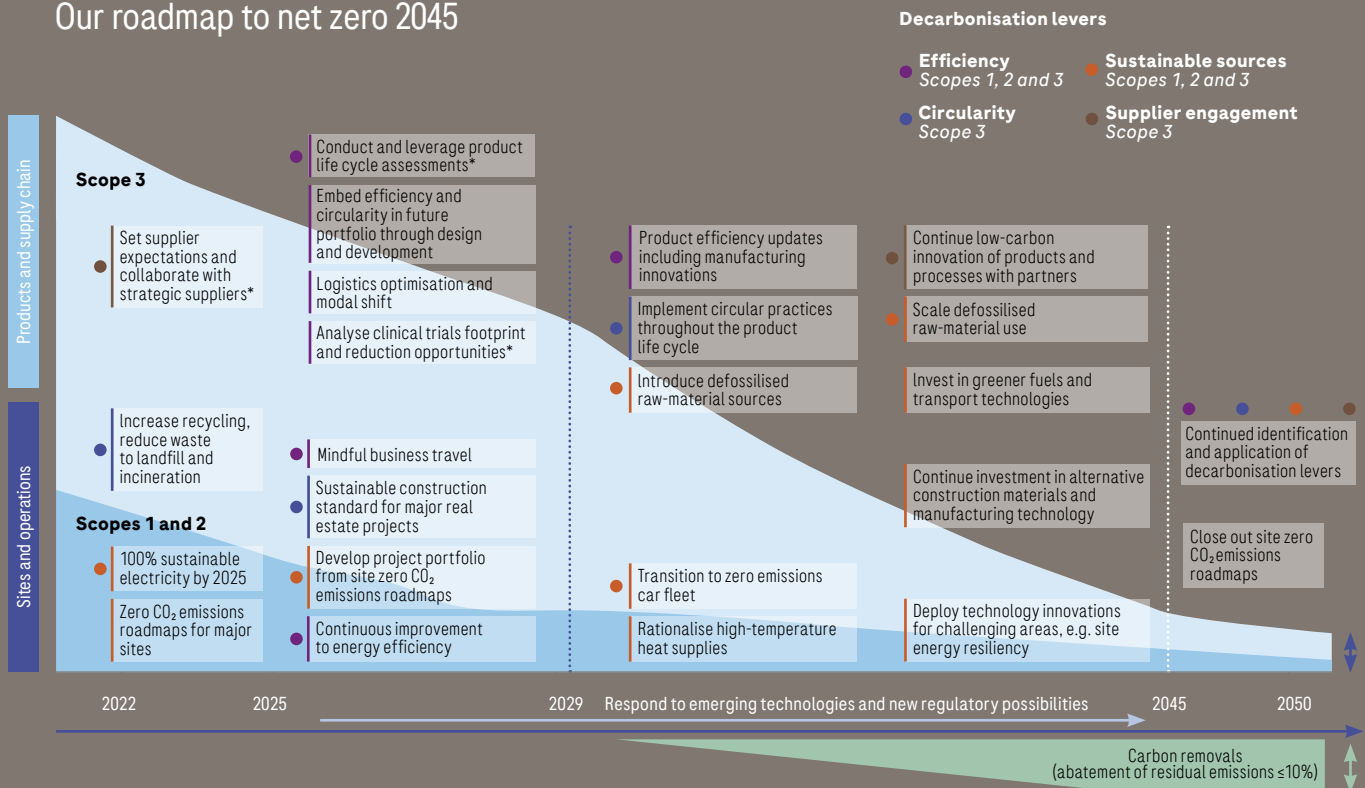 Our roadmap to net zero 2045
Decarbonisation levers
Efficiency
Scopes 1, 2 and 3
Sustainable sources
Scopes 1, 2 and 3
Circularity
Scope 3
Supplier engagement
Scope 3
Products and supply chain
Scope 3
Set supplier
expectations and
collaborate with
strategic suppliers*
Conduct and leverage product
life cycle assessments*
Embed efficiency and
circularity in future
portfolio through design
and development
Logistics optimisation and
modal shift
Analyse clinical trials footprint
and reduction opportunities*
Product efficiency updates
including manufacturing
innovations
Implement circular practices
throughout the product
life cycle
Introduce defossilised
raw-material sources
Continue low-carbon
innovation of products and
processes with partners
Scale defossilised
raw-material use
Invest in greener fuels and
transport technologies
Sites and operations
Increase recycling,
reduce waste
to landfill and
incineration
Scopes 1 and 2
100% sustainable
electricity by 2025
Zero CO₂ emissions
roadmaps for major
sites
Mindful business travel
Sustainable construction
standard for major real
estate projects
Develop project portfolio
from site zero CO₂
emissions roadmaps
Continuous improvement
to energy efficiency
Transition to zero emissions
car fleet
Rationalise high-temperature
heat supplies
Continue investment in alternative
construction materials and
manufacturing technology
Deploy technology innovations
for challenging areas, e.g. site
energy resiliency
Continued identification
and application of
decarbonisation levers
Close out site zero
CO₂ emissions
roadmaps
2022
2025
2029
Respond to emerging technologies and new regulatory possibilities
2045
2050
Carbon removals
(abatement of residual emissions ≤10%)